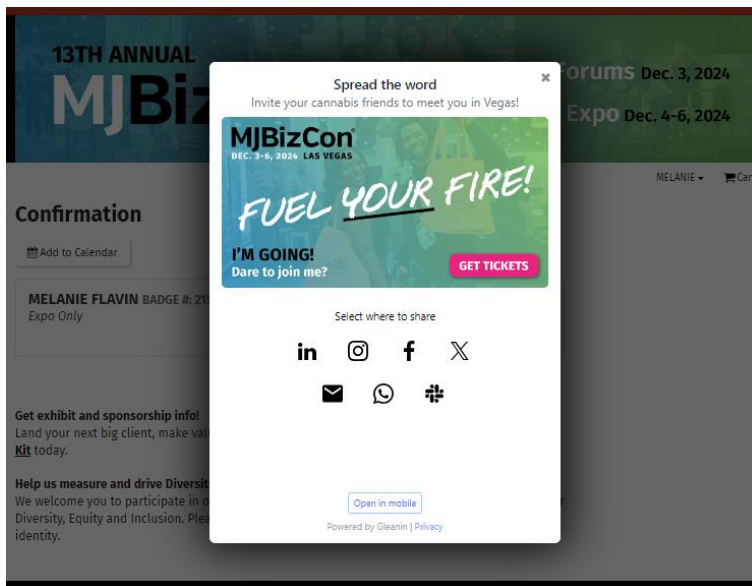 13TH ANNUAL
MJBiz
Forums Dec. 3, 2024
Expo Dec. 4-6, 2024
MELANIE
Car
Confirmation
Add to Calendar
MELANIE FLAVIN BADGE #: 215
Expo Only
Get exhibit and sponsorship info!
Land your next big client, make val
Kit today.
Help us measure and drive Diversit
We welcome you to participate in o
Diversity, Equity and Inclusion. Plea
identity.
Spread the word
×
Invite your cannabis friends to meet you in Vegas!
MJBizCon
DEC. 3-6, 2024 LAS VEGAS
FUEL YOUR FIRE!
I'M GOING!
Dare to join me?
GET TICKETS
Select where to share
in
f
X
Open in mobile
Powered by Gleanin | Privacy